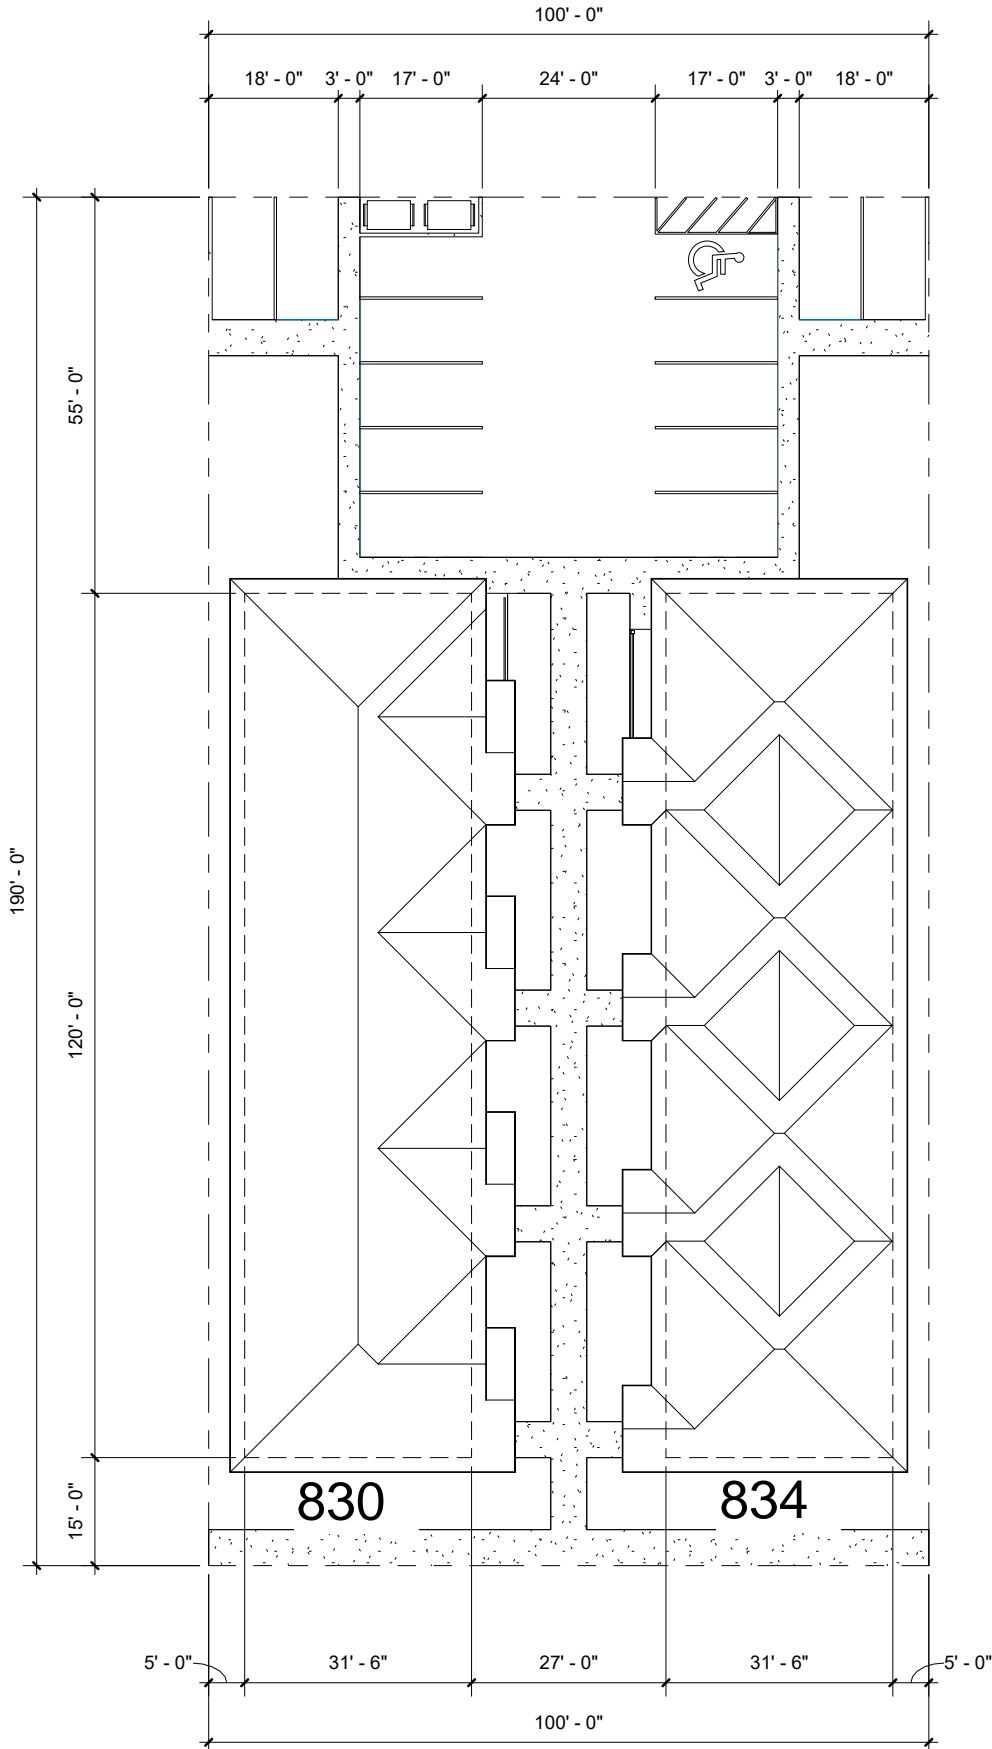 100' - 0"
18' - 0" 3' - 0" 17' - 0" 24' - 0" 17' - 0" 3' - 0" 18' - 0"
55' - 0"
190' - 0"
120' - 0"
830 834
15' - 0"
5' - 0" 31' - 6" 27' - 0" 31' - 6" 5' - 0"
100' - 0"